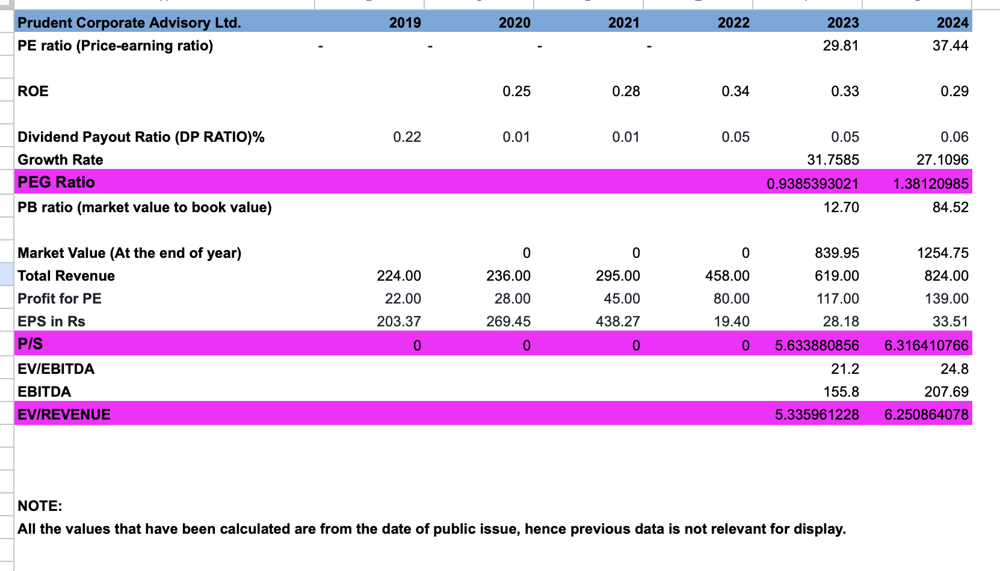 Prudent Corporate Advisory Ltd. 2019 2020 2021 2022 2023 2024
PE ratio (Price-earning ratio) - - - - 29.81 37.44
ROE 0.25 0.28 0.34 0.33 0.29
Dividend Payout Ratio (DP RATIO)% 0.22 0.01 0.01 0.05 0.05 0.06
Growth Rate 31.7585 27.1096
PEG Ratio 0.9385393021 1.38120985
PB ratio (market value to book value) 12.70 84.52
Market Value (At the end of year) 0 0 0 839.95 1254.75
Total Revenue 224.00 236.00 295.00 458.00 619.00 824.00
Profit for PE 22.00 28.00 45.00 80.00 117.00 139.00
EPS in Rs 203.37 269.45 438.27 19.40 28.18 33.51
P/S 0 0 0 0 5.633880856 6.316410766
EV/EBITDA 21.2 24.8
EBITDA 155.8 207.69
EV/REVENUE 5.335961228 6.250864078
NOTE:
All the values that have been calculated are from the date of public issue, hence previous data is not relevant for display.